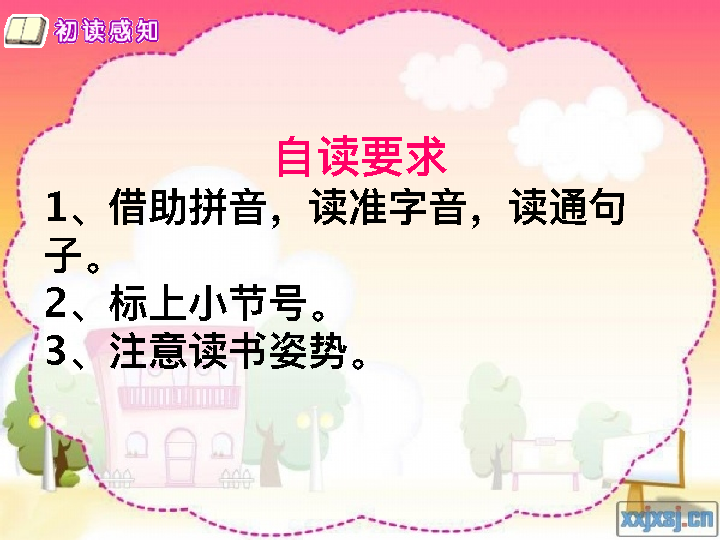 初读感知
自读要求
1、借助拼音，读准字音，读通句
子。
2、标上小节号。
3、注意读书姿势。
xxjxsj.cn